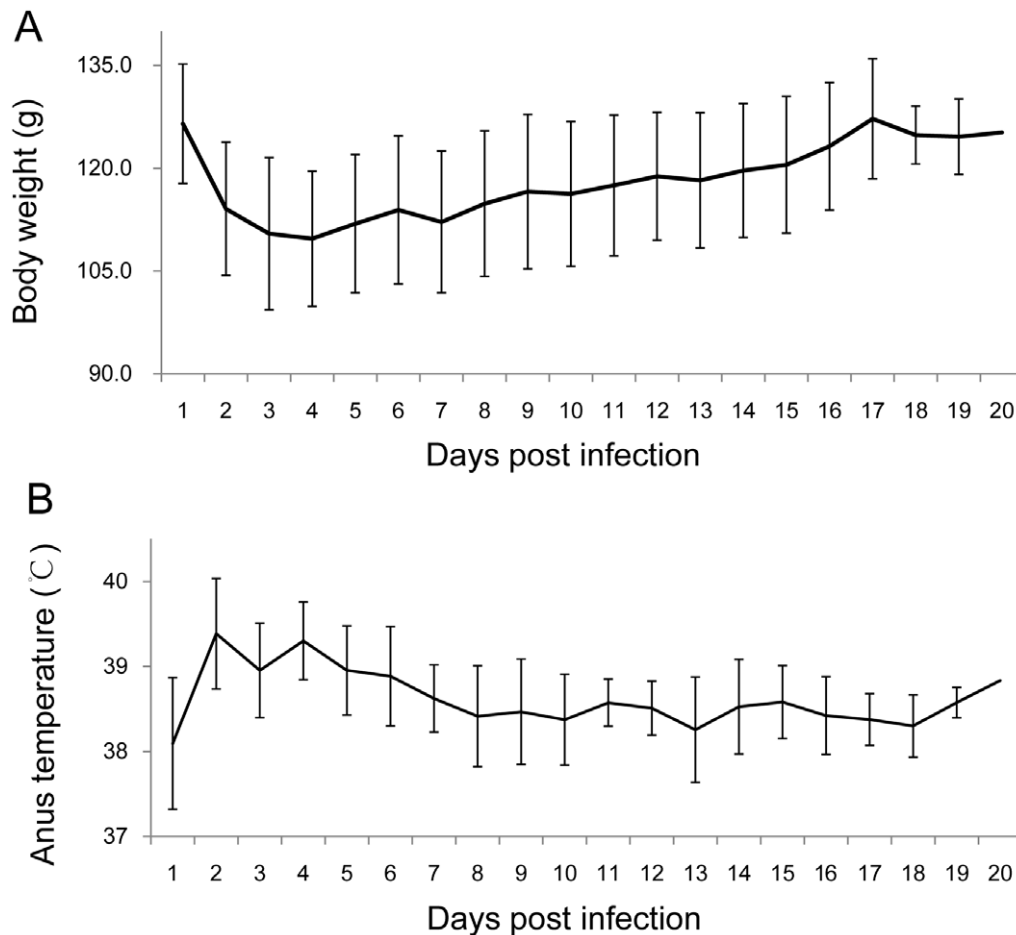 A
Body weight (g)
135.0
120.0
105.0
90.0
1 2 3 4 5 6 7 8 9 10 11 12 13 14 15 16 17 18 19 20
Days post infection
B
Anus temperature (℃)
40
39
38
37
1 2 3 4 5 6 7 8 9 10 11 12 13 14 15 16 17 18 19 20
Days post infection